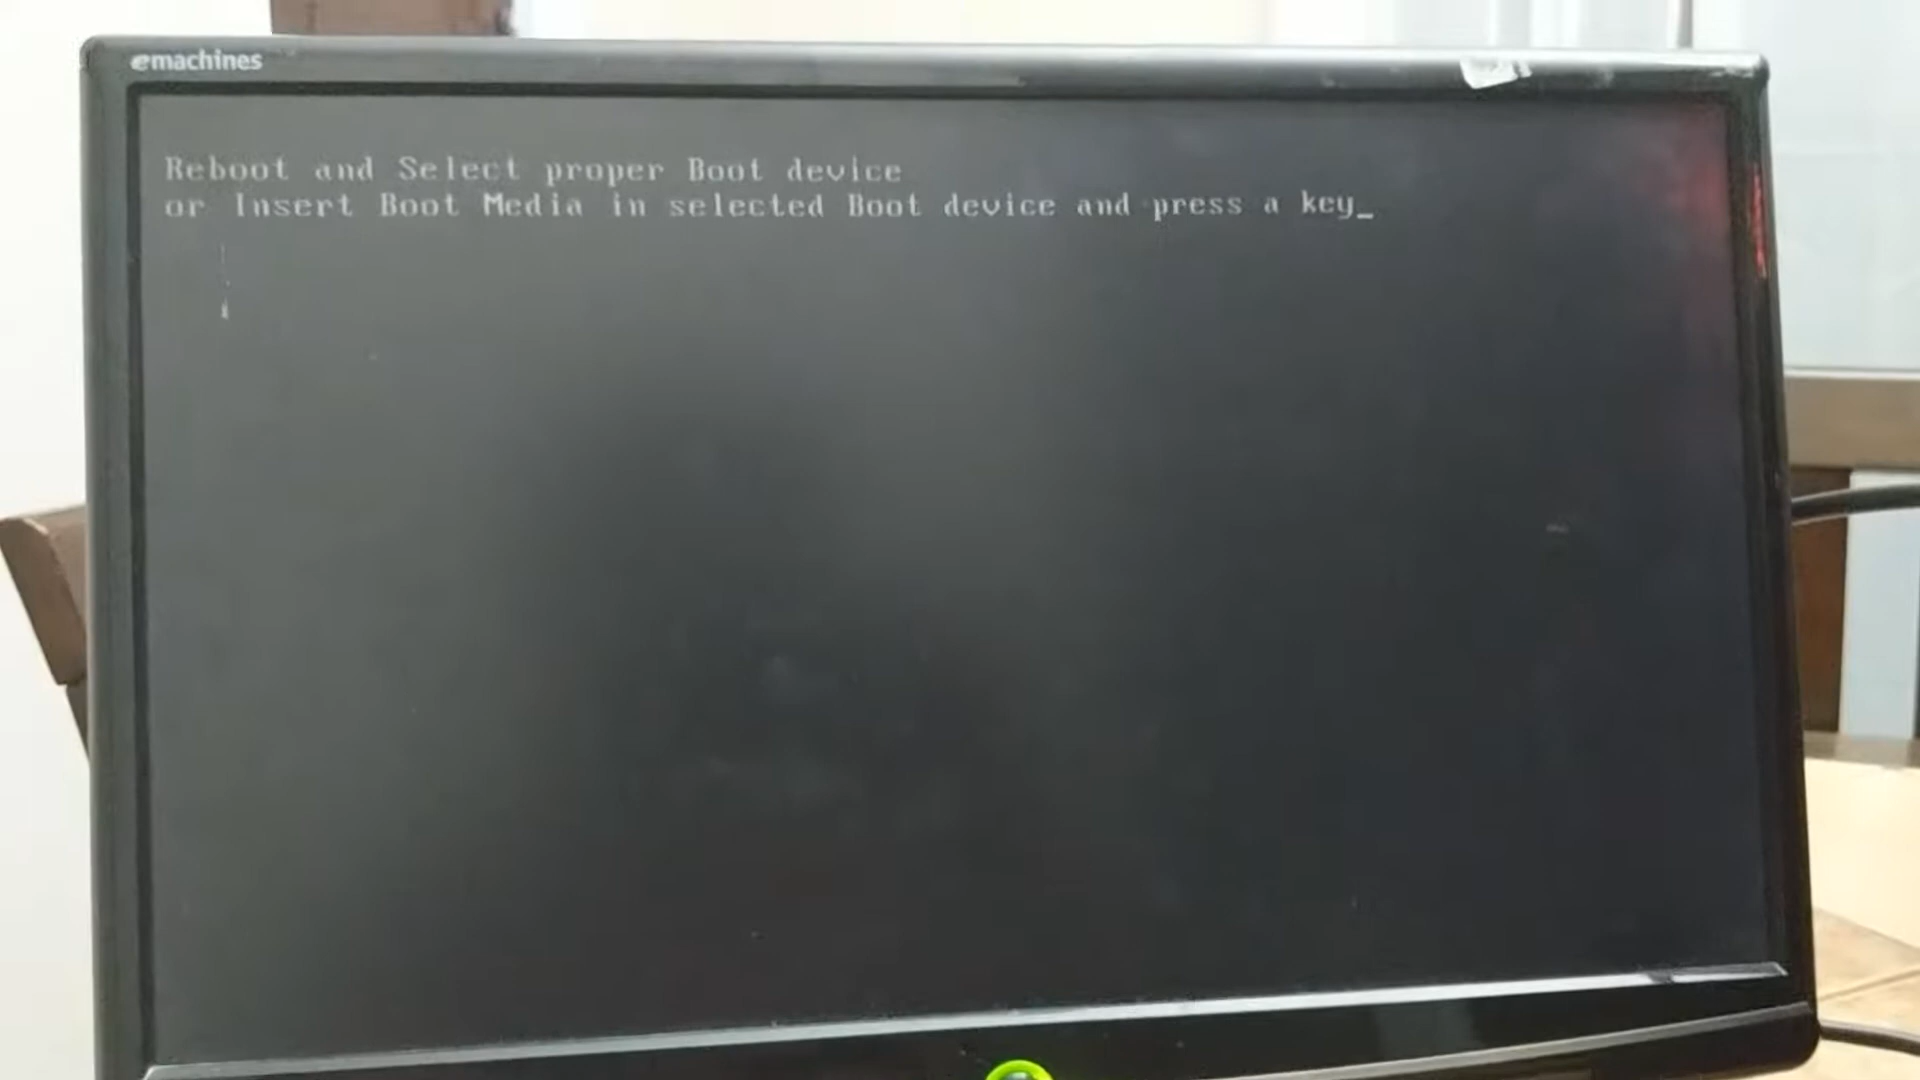 emachines
Reboot and Select proper Boot device
or Insert Boot Media in selected Boot device and press a key_